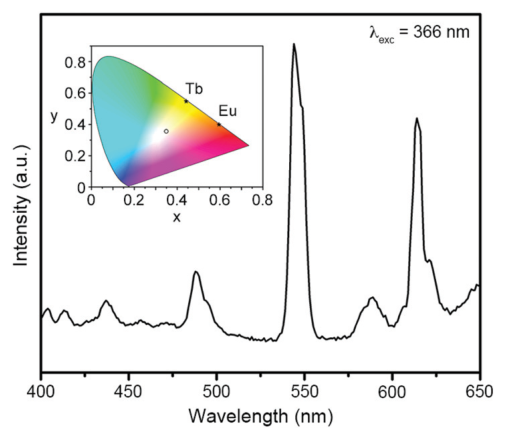 λexc = 366 nm
0.8
0.6
y
0.4
0.2
0
0 0.2 0.4 0.6 0.8
x
Tb
Eu
Intensity (a.u.)
400 450 500 550 600 650
Wavelength (nm)